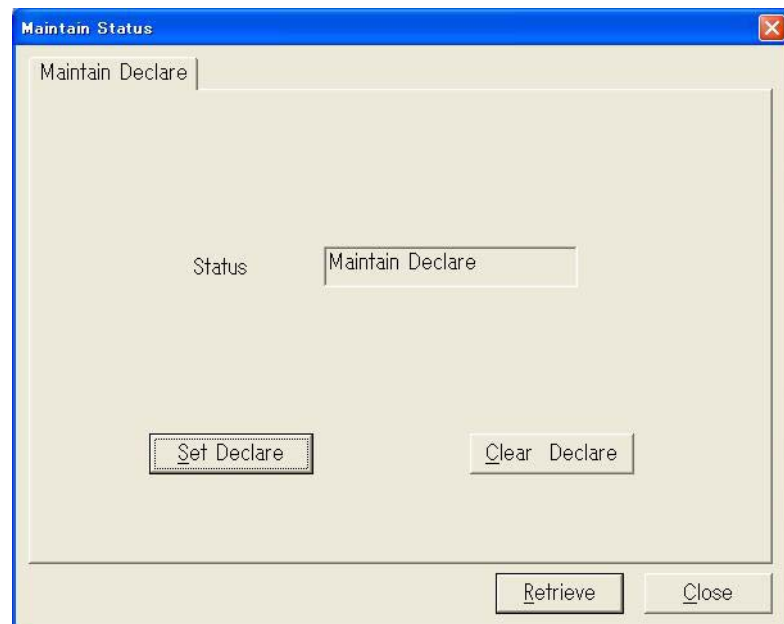 Maintain Status
Maintain Declare
Status
Maintain Declare
Set Declare
Clear Declare
Retrieve
Close